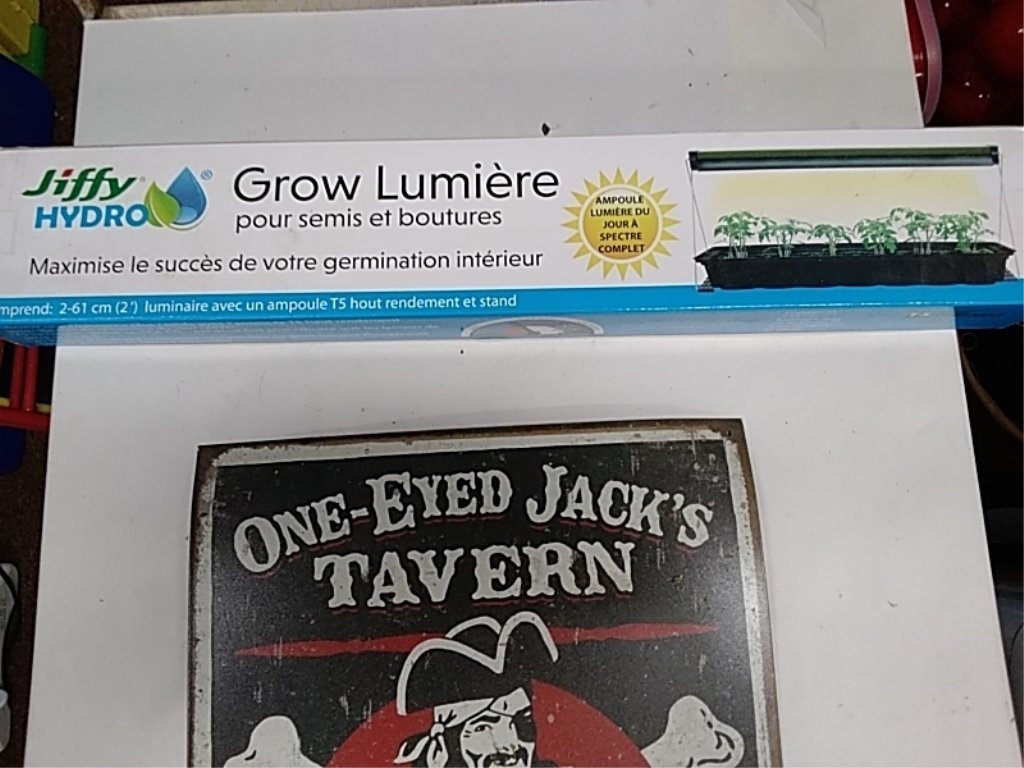 Jiffy
HYDRO
®
Grow Lumière
pour semis et boutures
Maximise le succès de votre germination intérieur
AMPOULE
LUMIÈRE DU
JOUR À
SPECTRE
COMPLET
mprend: 2-61 cm (2') luminaire avec un ampoule T5 hout rendement et stand
ONE-EYED JACK'S
TAVERN